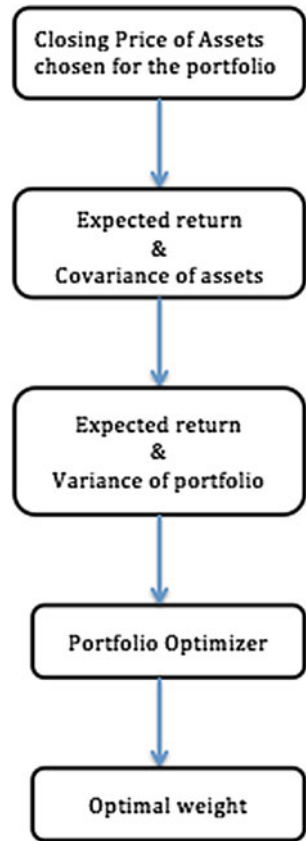 Closing Price of Assets
chosen for the portfolio
Expected return
&
Covariance of assets
Expected return
&
Variance of portfolio
Portfolio Optimizer
Optimal weight